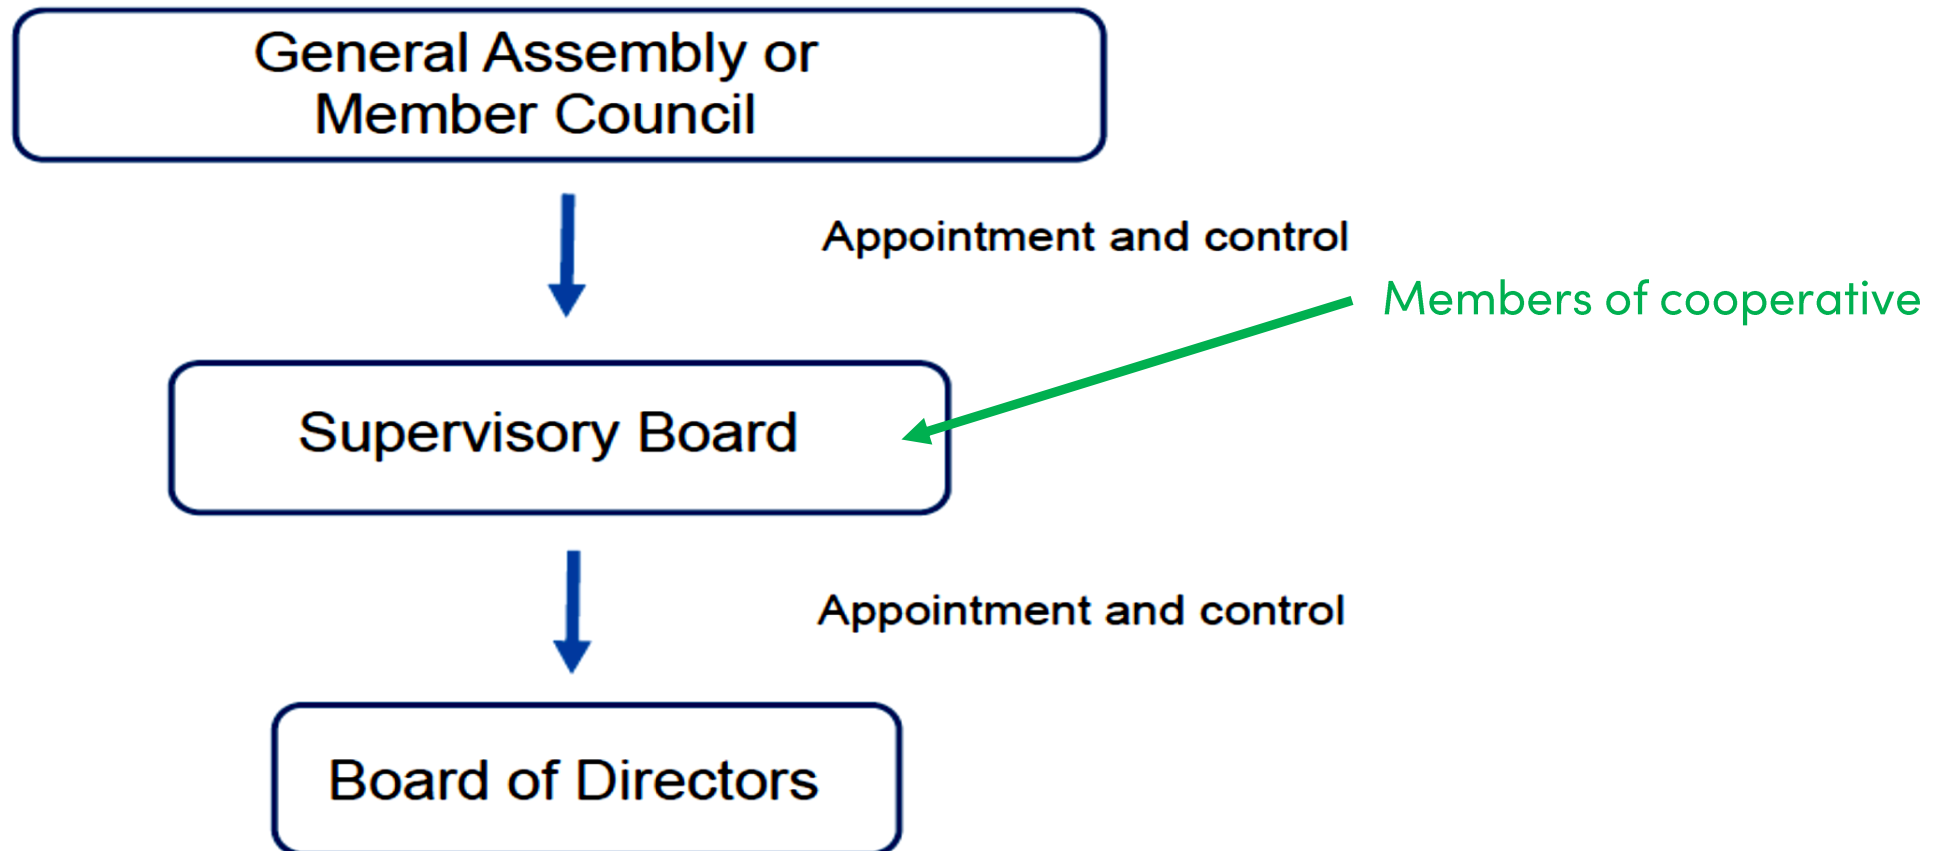 General Assembly or
Member Council
Appointment and control
Members of cooperative
Supervisory Board
Appointment and control
Board of Directors